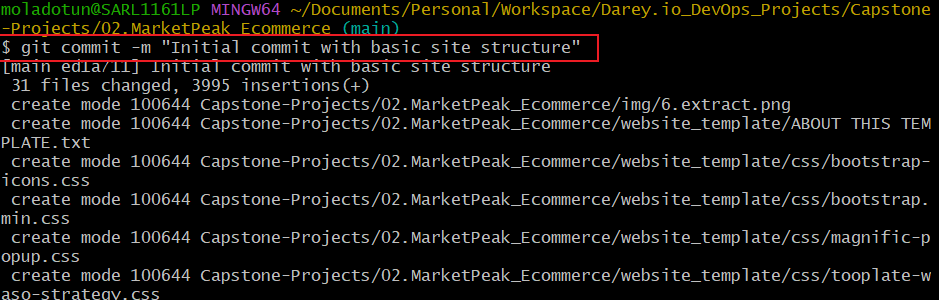 moladotun@SARL1161LP MINGW64 ~/Documents/Personal/Workspace/Darey.io_DevOps_Projects/Capstone
-Projects/02.MarketPeak_Ecommerce (main)
$ git commit -m "Initial commit with basic site structure"
[main ed1a711] Initial commit with basic site structure
 31 files changed, 3995 insertions(+)
 create mode 100644 Capstone-Projects/02.MarketPeak_Ecommerce/img/6.extract.png
 create mode 100644 Capstone-Projects/02.MarketPeak_Ecommerce/website_template/ABOUT THIS TEM
PLATE.txt
 create mode 100644 Capstone-Projects/02.MarketPeak_Ecommerce/website_template/css/bootstrap-
icons.css
 create mode 100644 Capstone-Projects/02.MarketPeak_Ecommerce/website_template/css/bootstrap.
min.css
 create mode 100644 Capstone-Projects/02.MarketPeak_Ecommerce/website_template/css/magnific-p
opup.css
 create mode 100644 Capstone-Projects/02.MarketPeak_Ecommerce/website_template/css/tooplate-w
aso-strategy.css